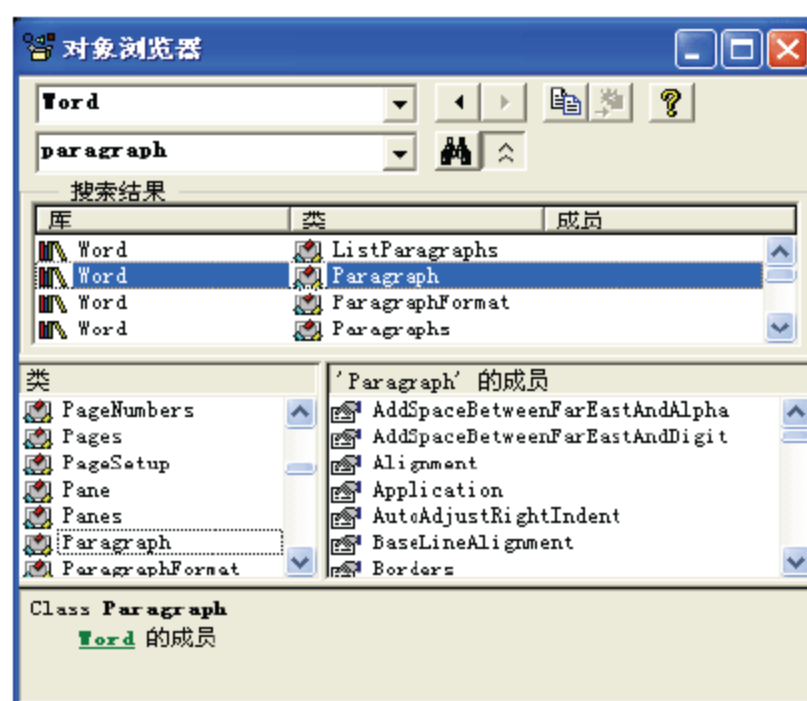 对象浏览器
Word
paragraph
搜索结果
库 类 成员
Word ListParagraphs
Word Paragraph
Word ParagraphFormat
Word Paragraphs
类 'Paragraph' 的成员
PageNumbers AddSpaceBetweenFarEastAndAlpha
Pages AddSpaceBetweenFarEastAndDigit
PageSetup Alignment
Pane Application
Panes AutoAdjustRightIndent
Paragraph BaseLineAlignment
ParagraphFormat Borders
Class Paragraph
Word 的成员